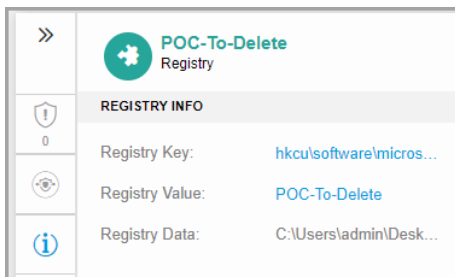 »
POC-To-Delete
Registry
REGISTRY INFO
0
Registry Key: hkcu\software\micros...
Registry Value: POC-To-Delete
Registry Data: C:\Users\admin\Desk...